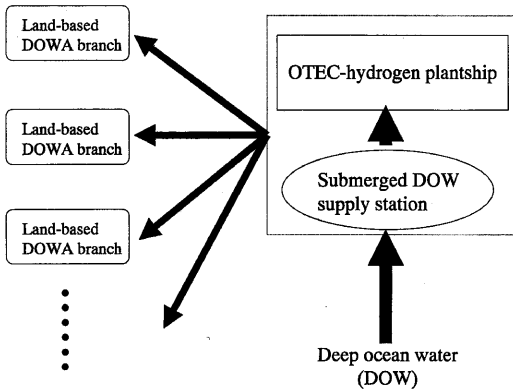 Land-based
DOWA branch
Land-based
DOWA branch
Land-based
DOWA branch
OTEC-hydrogen plantship
Submerged DOW
supply station
Deep ocean water
(DOW)